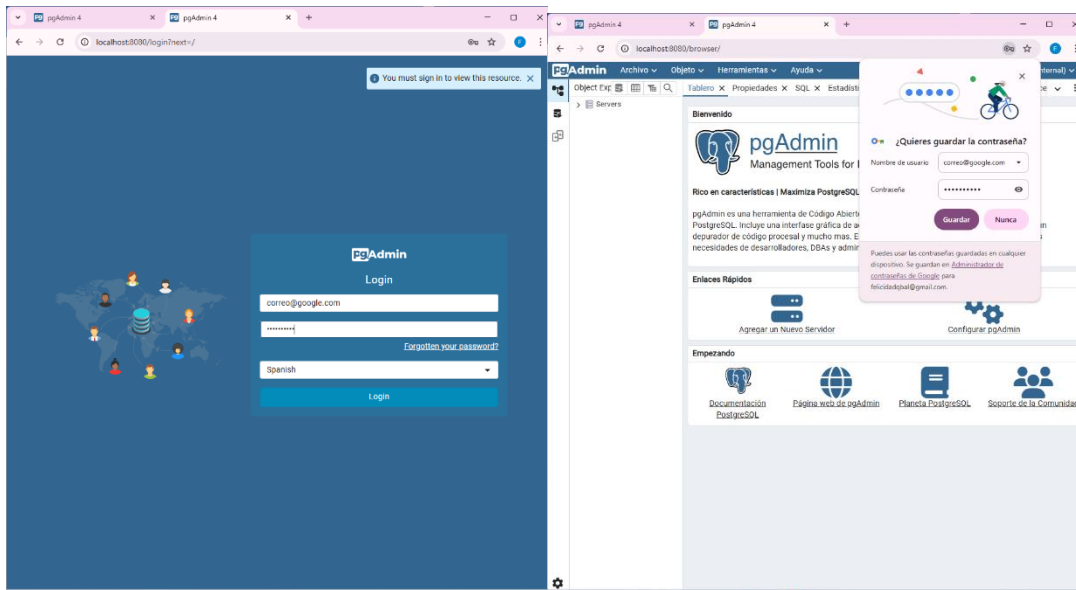 pgAdmin 4
pgAdmin 4
localhost:8080/login?next=/
You must sign in to view this resource.
pgAdmin
Login
correo@google.com
Forgotten your password?
Spanish
Login
pgAdmin 4
pgAdmin 4
localhost:8080/browser/
pgAdmin Archivo Objeto Herramientas Ayuda
Tablero Propiedades SQL
Servers
Bienvenido
pgAdmin
Management Tools for
Rico en características | Maximiza PostgreSQL
pgAdmin es una herramienta de Código
PostgreSQL. Incluye una interfase gráfica de
depurador de código procesal y mucho mas.
necesidades de desarrolladores, DBAs y
Enlaces Rápidos
Agregar un Nuevo Servidor
Configurar pgAdmin
Empezando
Documentación
PostgreSQL
Página web de pgAdmin
Planeta PostgreSQL
Soporte de la
¿Quieres guardar la contraseña?
Nombre de usuario correo@google.com
Contraseña
Guardar Nunca
Puedes usar las contraseñas guardadas en cualquier
dispositivo. Se guardan en Administrador de
contraseñas de Google para
felicidadqbal@gmail.com.